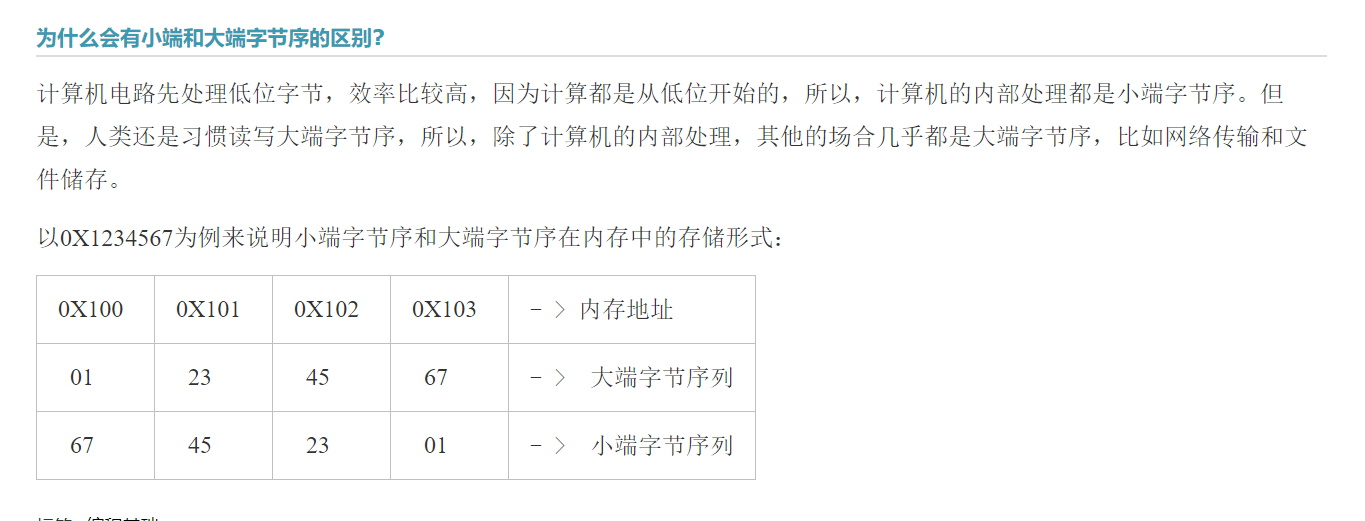 为什么会有小端和大端字节序的区别?
计算机电路先处理低位字节，效率比较高，因为计算都是从低位开始的，所以，计算机的内部处理都是小端字节序。但
是，人类还是习惯读写大端字节序，所以，除了计算机的内部处理，其他的场合几乎都是大端字节序，比如网络传输和文
件储存。
以0X1234567为例来说明小端字节序和大端字节序在内存中的存储形式：
0X100 0X101 0X102 0X103 -> 内存地址
01 23 45 67 -> 大端字节序列
67 45 23 01 -> 小端字节序列